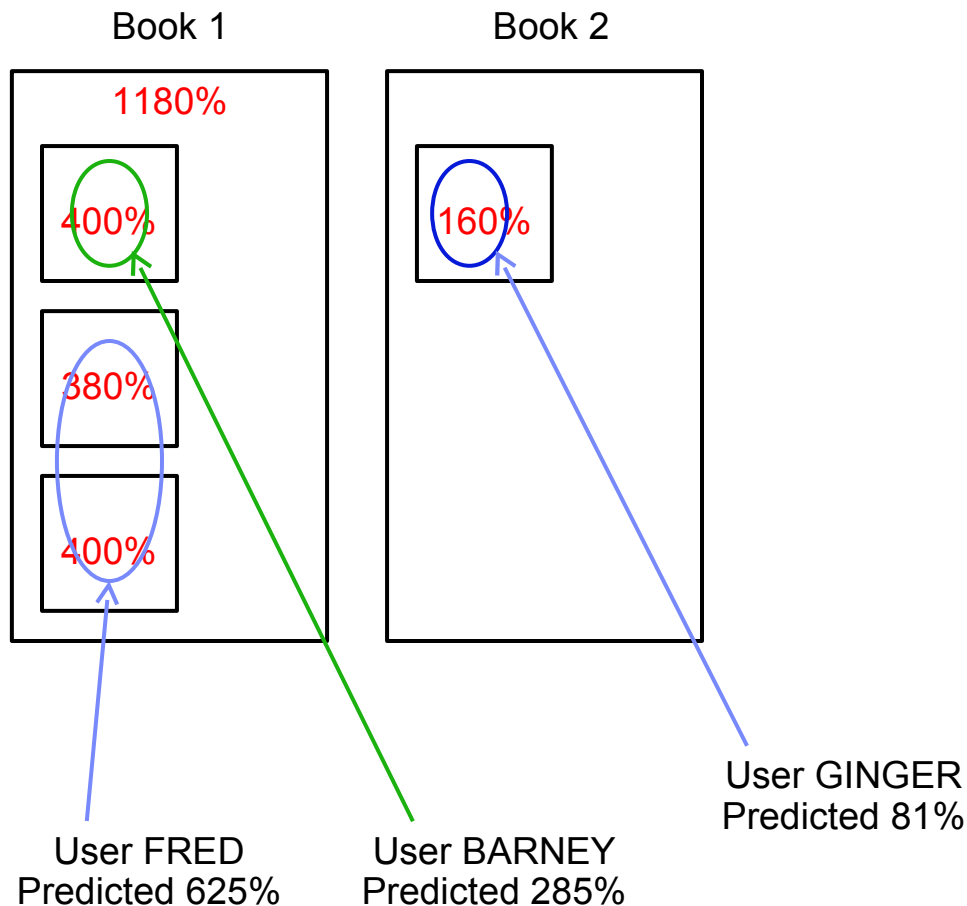 Book 1
Book 2
1180%
400%
160%
380%
400%
User GINGER
Predicted 81%
User FRED
Predicted 625%
User BARNEY
Predicted 285%